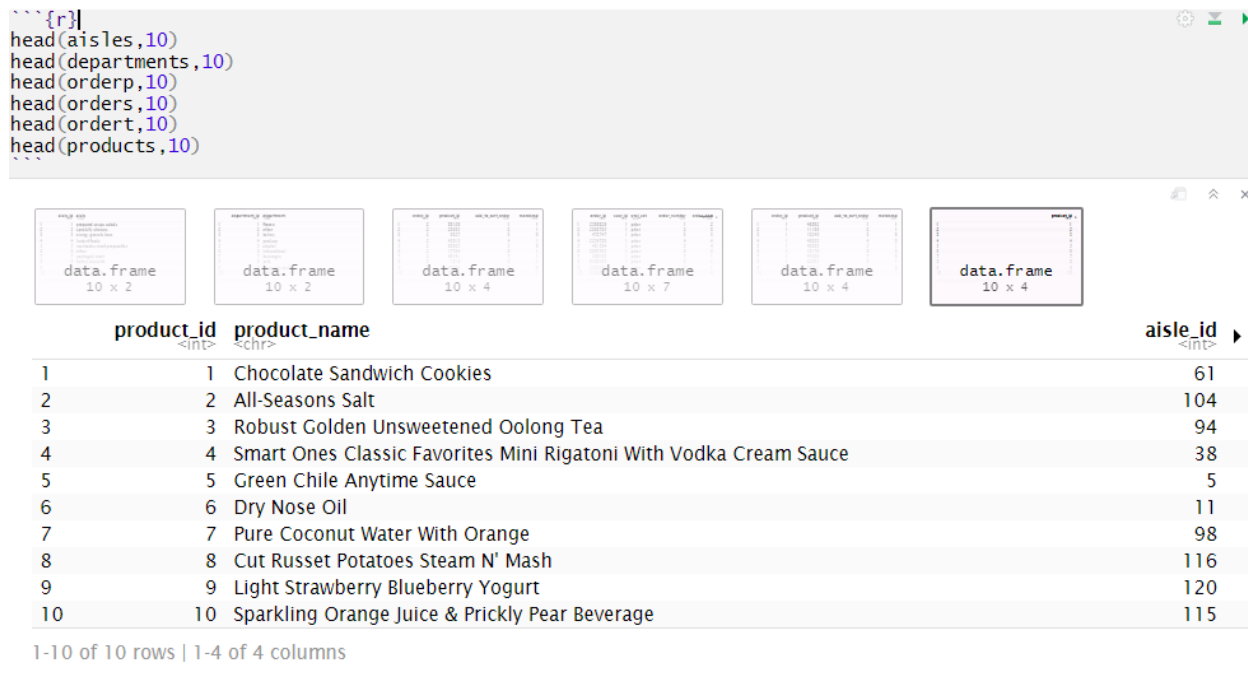 ```{r}
head(aisles,10)
head(departments,10)
head(orderp,10)
head(orders,10)
head(ordert,10)
head(products,10)
```
data.frame data.frame data.frame data.frame data.frame data.frame
10 x 2 10 x 2 10 x 4 10 x 7 10 x 4 10 x 4
product_id product_name aisle_id
<int> <chr> <int>
1 1 Chocolate Sandwich Cookies 61
2 2 All-Seasons Salt 104
3 3 Robust Golden Unsweetened Oolong Tea 94
4 4 Smart Ones Classic Favorites Mini Rigatoni With Vodka Cream Sauce 38
5 5 Green Chile Anytime Sauce 5
6 6 Dry Nose Oil 11
7 7 Pure Coconut Water With Orange 98
8 8 Cut Russet Potatoes Steam N' Mash 116
9 9 Light Strawberry Blueberry Yogurt 120
10 10 Sparkling Orange Juice & Prickly Pear Beverage 115
1-10 of 10 rows | 1-4 of 4 columns